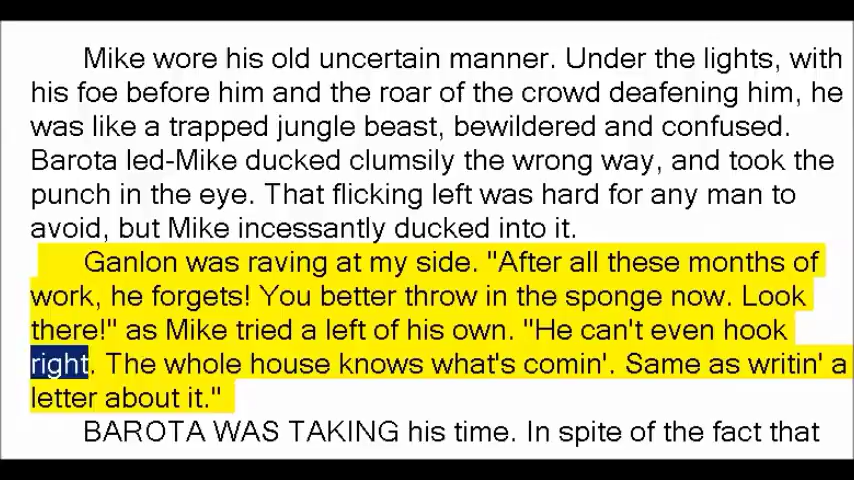 Mike wore his old uncertain manner. Under the lights, with
his foe before him and the roar of the crowd deafening him, he
was like a trapped jungle beast, bewildered and confused.
Barota led-Mike ducked clumsily the wrong way, and took the
punch in the eye. That flicking left was hard for any man to
avoid, but Mike incessantly ducked into it.
Ganlon was raving at my side. "After all these months of
work, he forgets! You better throw in the sponge now. Look
there!" as Mike tried a left of his own. "He can't even hook
right. The whole house knows what's comin'. Same as writin' a
letter about it."
BAROTA WAS TAKING his time. In spite of the fact that